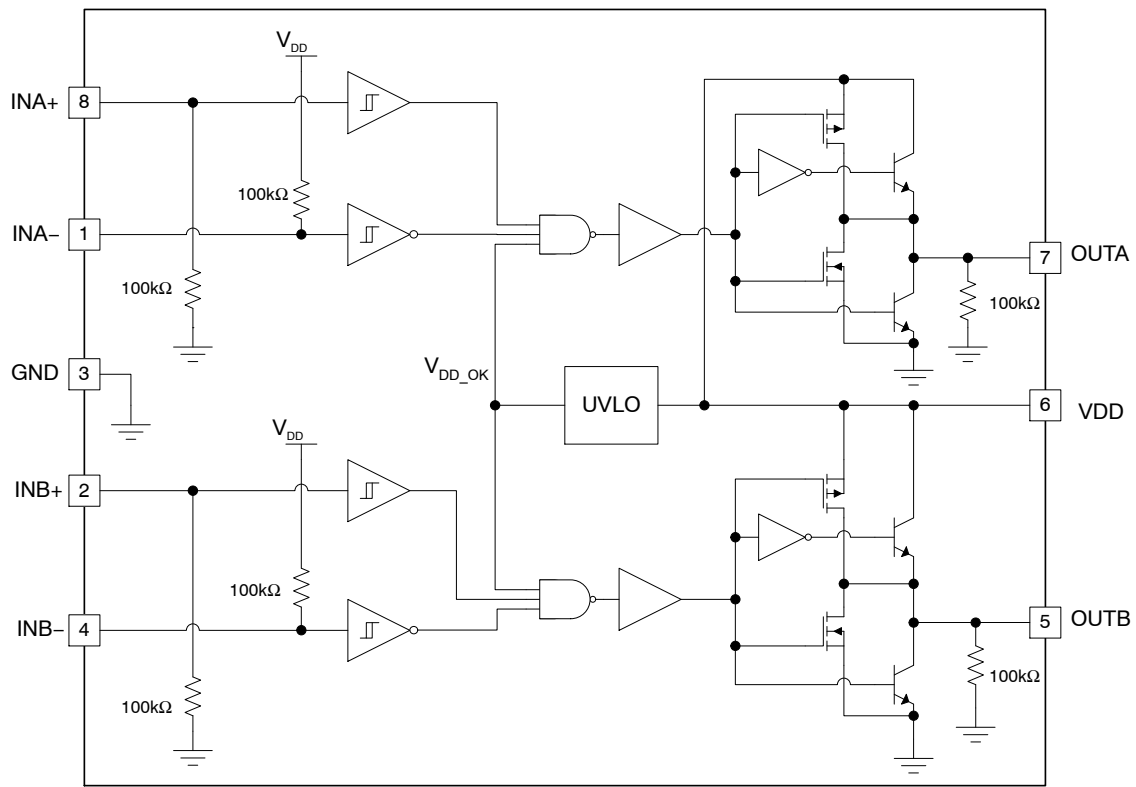 V_DD
INA+ 8
100kΩ
INA– 1
7 OUTA
100kΩ
100kΩ
GND 3
V_DD_OK
UVLO
6 VDD
V_DD
INB+ 2
100kΩ
INB– 4
5 OUTB
100kΩ
100kΩ